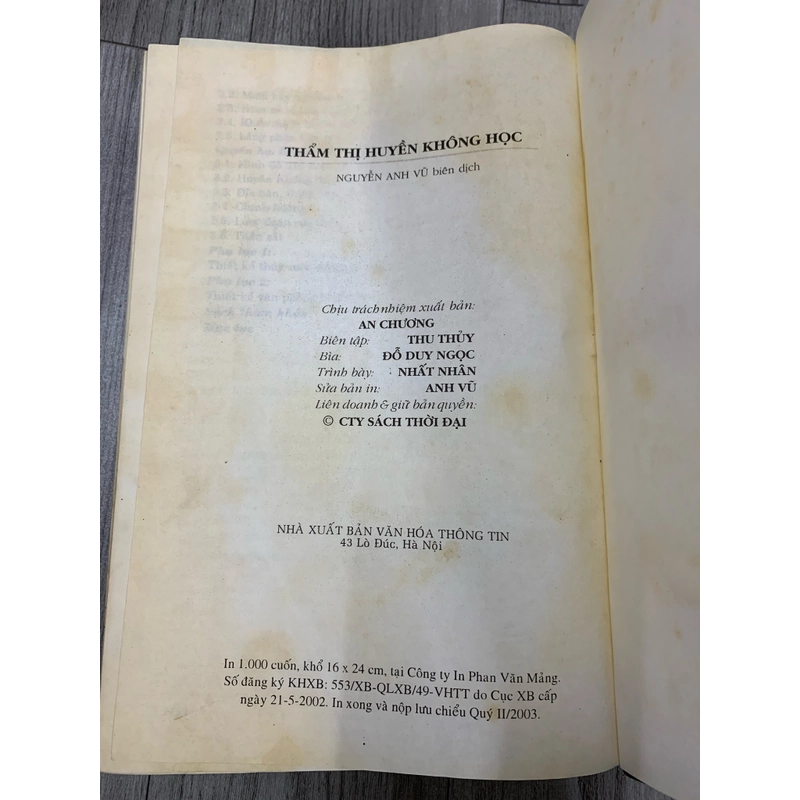 THẨM THỊ HUYỀN KHÔNG HỌC
NGUYỄN ANH VŨ biên dịch
Chịu trách nhiệm xuất bản:
AN CHƯƠNG
Biên tập: THU THỦY
Bìa: ĐỖ DUY NGỌC
Trình bày: NHẤT NHÂN
Sửa bản in: ANH VŨ
Liên doanh & giữ bản quyền:
© CTY SÁCH THỜI ĐẠI
NHÀ XUẤT BẢN VĂN HÓA THÔNG TIN
43 Lò Đúc, Hà Nội
In 1.000 cuốn, khổ 16 x 24 cm, tại Công ty In Phan Văn Mảng.
Số đăng ký KHXB: 553/XB-QLXB/49-VHTT do Cục XB cấp
ngày 21-5-2002. In xong và nộp lưu chiểu Quý II/2003.